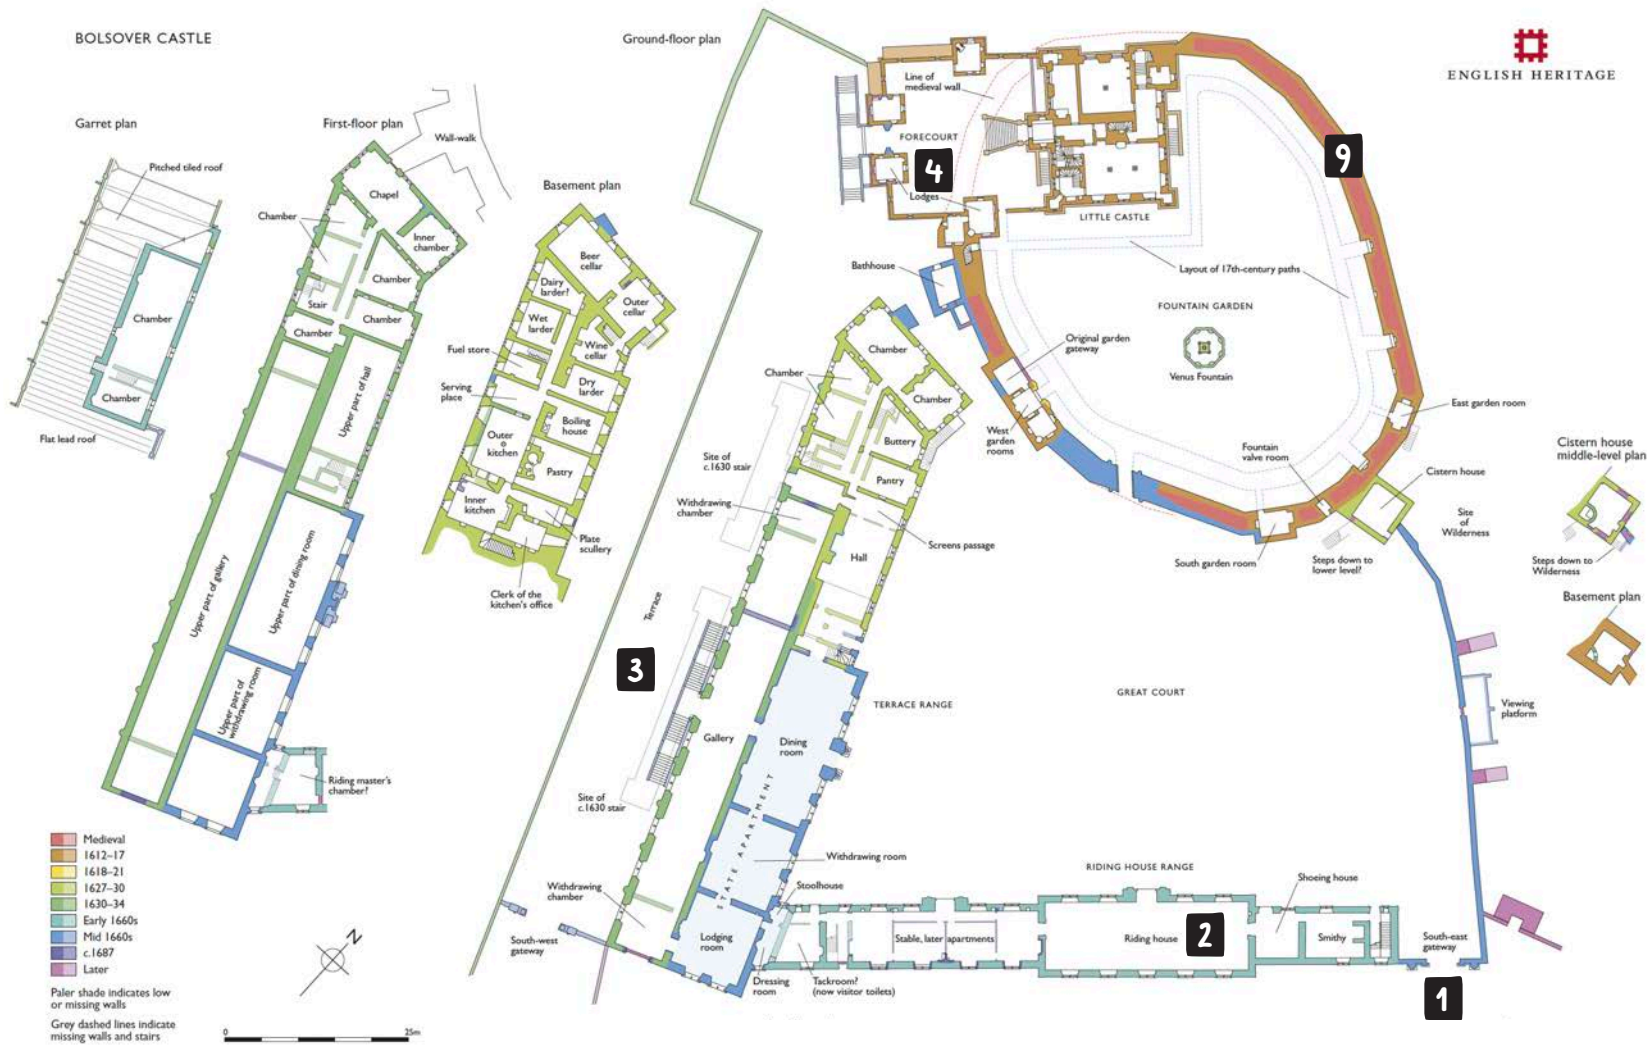 BOLSOVER CASTLE
Ground-floor plan
ENGLISH HERITAGE
Garret plan
Pitched tiled roof
Chamber
Chamber
Flat lead roof
First-floor plan
Wall-walk
Chapel
Chamber
Inner
chamber
Chamber
Stair
Chamber
Chamber
Upper part of hall
Upper part of gallery
Upper part of dining room
Upper part of
withdrawing room
Riding master's
chamber?
Basement plan
Beer
cellar
Dairy
larder?
Outer
cellar
Wet
larder
Wine
cellar
Fuel store
Dry
larder
Serving
place
Boiling
house
Outer
kitchen
Pastry
Inner
kitchen
Plate
scullery
Clerk of the
kitchen's office
Line of
medieval wall
FORECOURT
4
Lodges
LITTLE CASTLE
9
Layout of 17th-century paths
Bathhouse
FOUNTAIN GARDEN
Venus Fountain
Original garden
gateway
West
garden
rooms
East garden room
Fountain
valve room
Cistern house
South garden room
Steps down to
lower level?
Site
of
Wilderness
Cistern house
middle-level plan
Steps down to
Wilderness
Basement plan
Viewing
platform
Chamber
Chamber
Chamber
Buttery
Pantry
Site of
c.1630 stair
Withdrawing
chamber
Screens passage
Hall
Terrace
3
TERRACE RANGE
GREAT COURT
Gallery
Dining
room
STATE APARTMENT
Site of
c.1630 stair
Withdrawing room
Withdrawing
chamber
Stoolhouse
South-west
gateway
Lodging
room
Dressing
room
Tackroom?
(now visitor toilets)
Stable, later apartments
RIDING HOUSE RANGE
Riding house
2
Shoeing house
Smithy
South-east
gateway
1
Medieval
1612–17
1618–21
1627–30
1630–34
Early 1660s
Mid 1660s
c.1687
Later
Paler shade indicates low
or missing walls
Grey dashed lines indicate
missing walls and stairs
N
0 25m